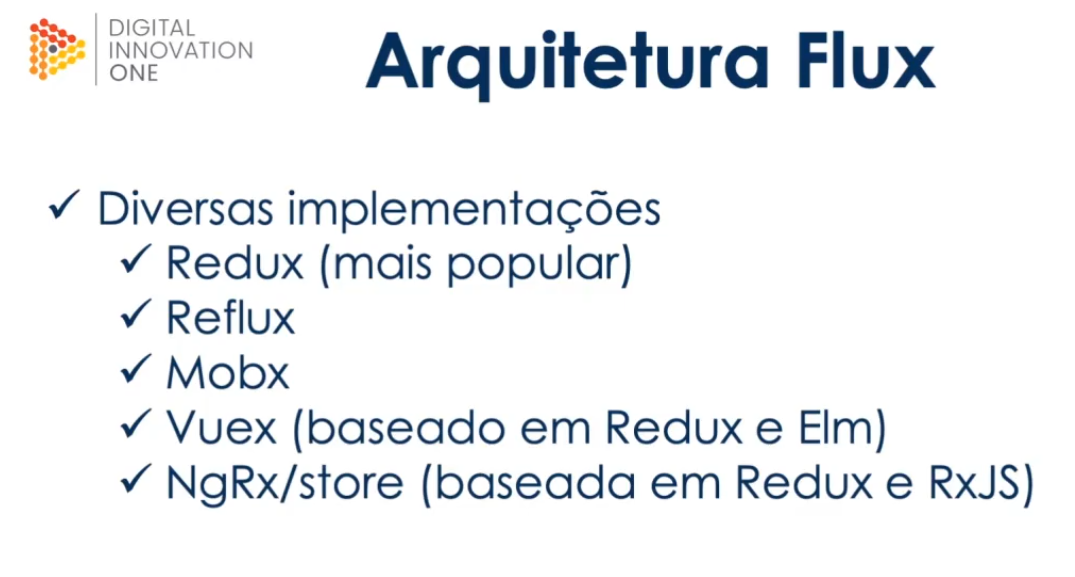 DIGITAL
INNOVATION
ONE
Arquitetura Flux
✓ Diversas implementações
✓ Redux (mais popular)
✓ Reflux
✓ Mobx
✓ Vuex (baseado em Redux e Elm)
✓ NgRx/store (baseada em Redux e RxJS)